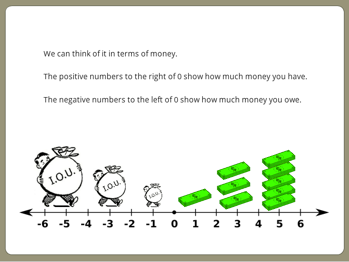 We can think of it in terms of money.
The positive numbers to the right of 0 show how much money you have.
The negative numbers to the left of 0 show how much money you owe.
I.O.U. I.O.U. I.O.U.
-6 -5 -4 -3 -2 -1 0 1 2 3 4 5 6